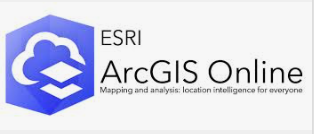 ESRI
ArcGIS Online
Mapping and analysis: location intelligence for everyone